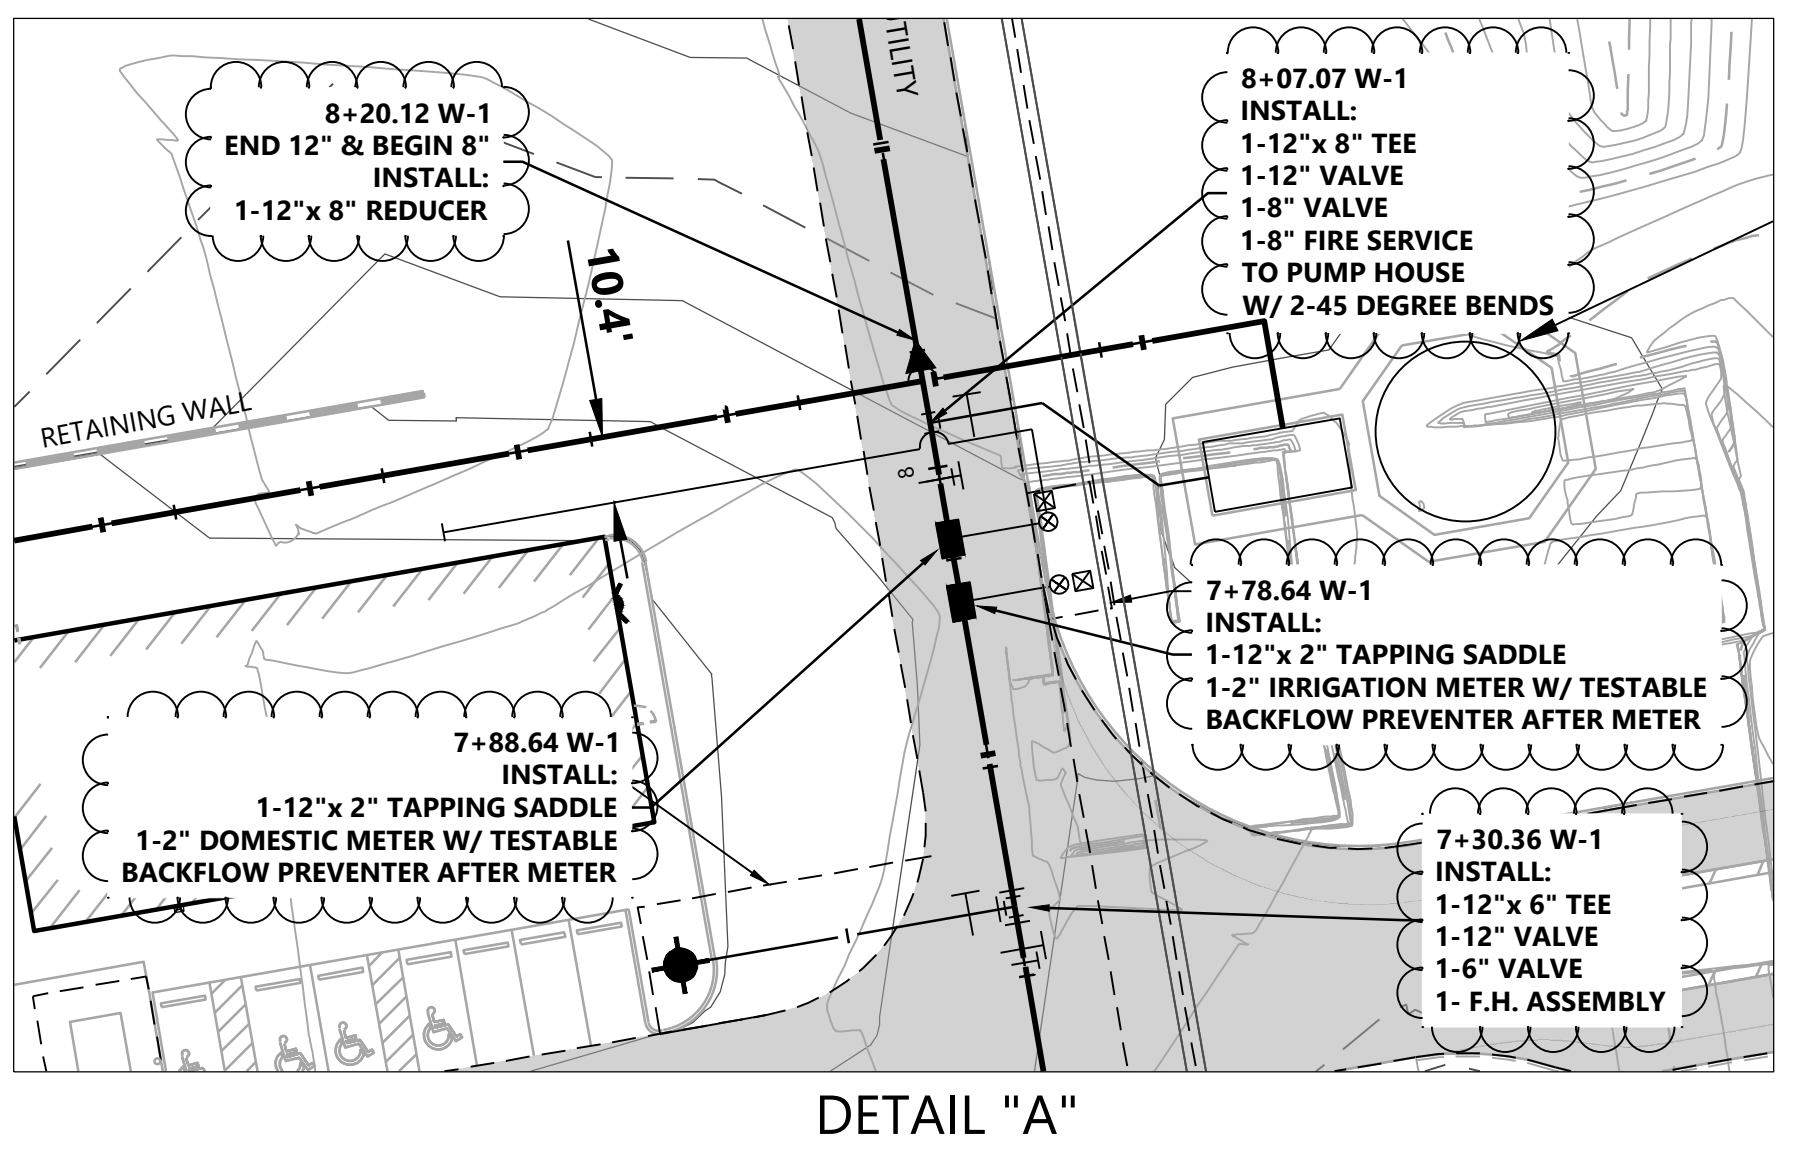 TILITY
8+20.12 W-1
END 12" & BEGIN 8"
INSTALL:
1-12"x 8" REDUCER
8+07.07 W-1
INSTALL:
1-12"x 8" TEE
1-12" VALVE
1-8" VALVE
1-8" FIRE SERVICE
TO PUMP HOUSE
W/ 2-45 DEGREE BENDS
10.4'
RETAINING WALL
8
7+78.64 W-1
INSTALL:
1-12"x 2" TAPPING SADDLE
1-2" IRRIGATION METER W/ TESTABLE
BACKFLOW PREVENTER AFTER METER
7+88.64 W-1
INSTALL:
1-12"x 2" TAPPING SADDLE
1-2" DOMESTIC METER W/ TESTABLE
BACKFLOW PREVENTER AFTER METER
7+30.36 W-1
INSTALL:
1-12"x 6" TEE
1-12" VALVE
1-6" VALVE
1- F.H. ASSEMBLY
DETAIL "A"